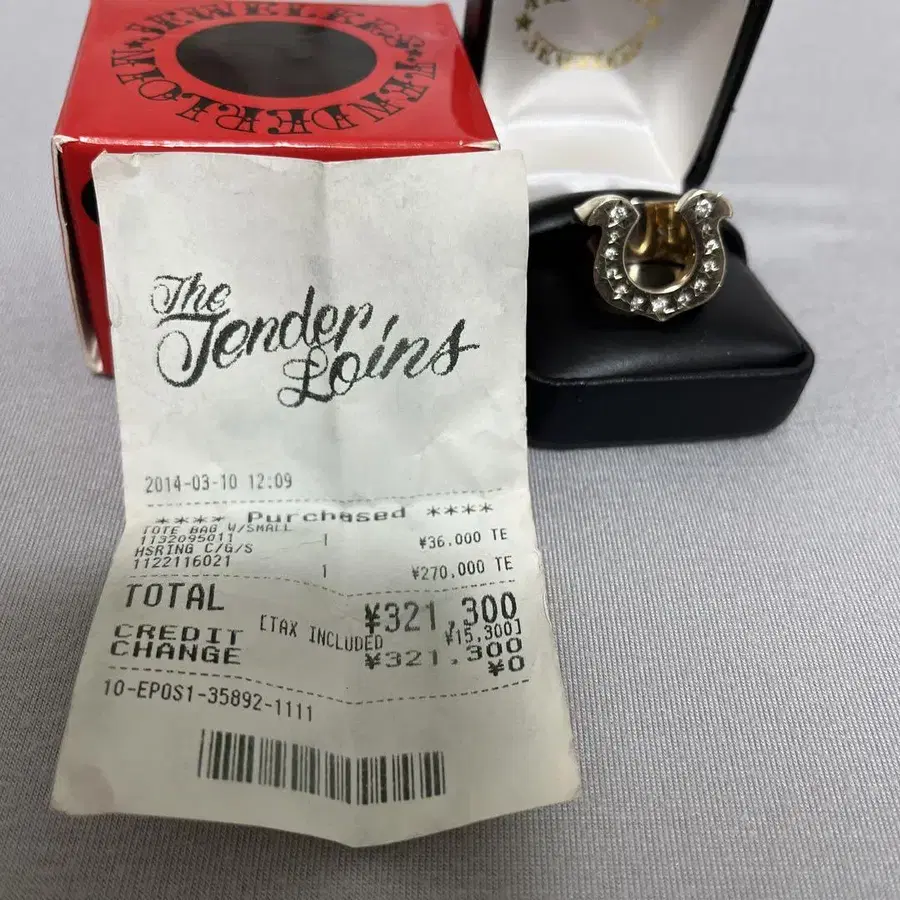 TENDERLOIN★JEWELERS★
JEWELERS
The
Tender
Loins
2014-03-10 12:09
**** Purchased ****
TOTE BAG W/SMALL
1132095011 1 ¥36,000 TE
HSRING C/G/S
1122116021 1 ¥270,000 TE
TOTAL ¥321,300
[TAX INCLUDED ¥15,300]
CREDIT ¥321,300
CHANGE ¥0
10-EPOS1-35892-1111